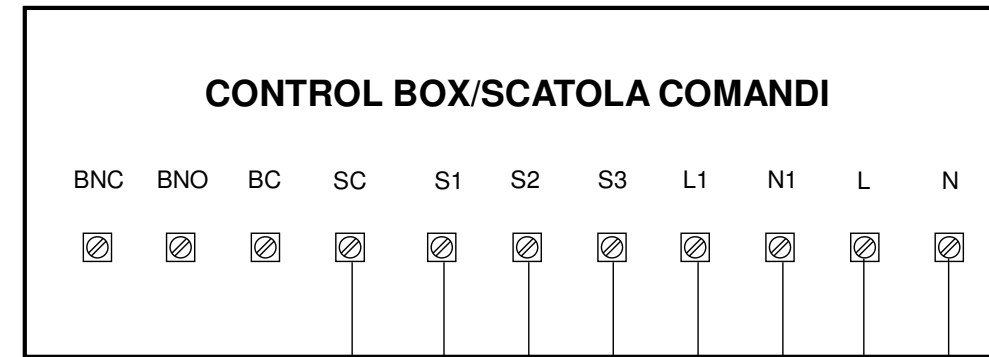 CONTROL BOX/SCATOLA COMANDI
BNC BNO BC SC S1 S2 S3 L1 N1 L N